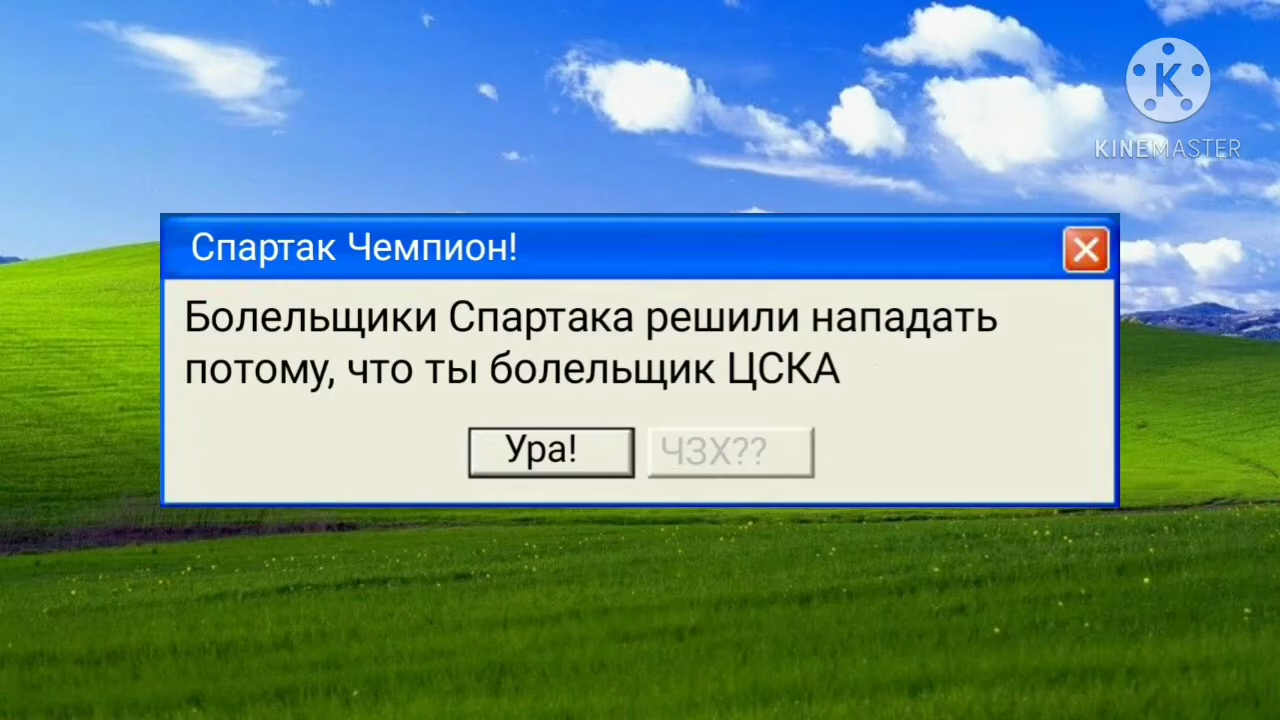 K
KINEMASTER
Спартак Чемпион!
Болельщики Спартака решили нападать
потому, что ты болельщик ЦСКА
Ура!
ЧЗХ??